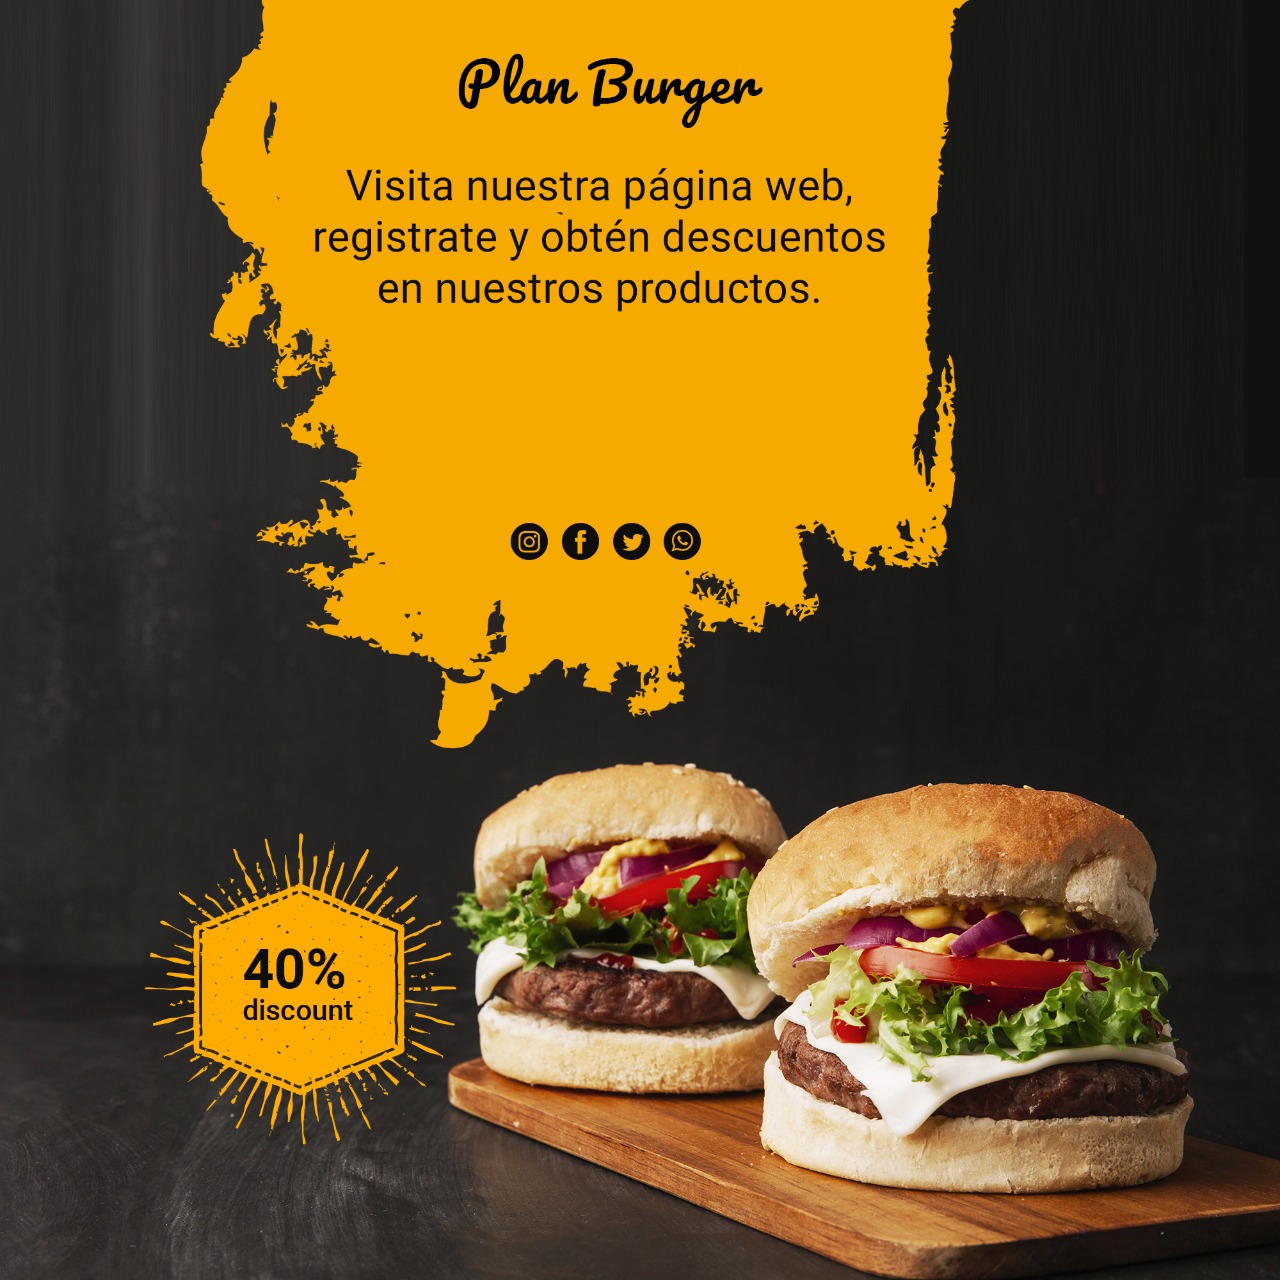 Plan Burger
Visita nuestra página web,
registrate y obtén descuentos
en nuestros productos.
40%
discount